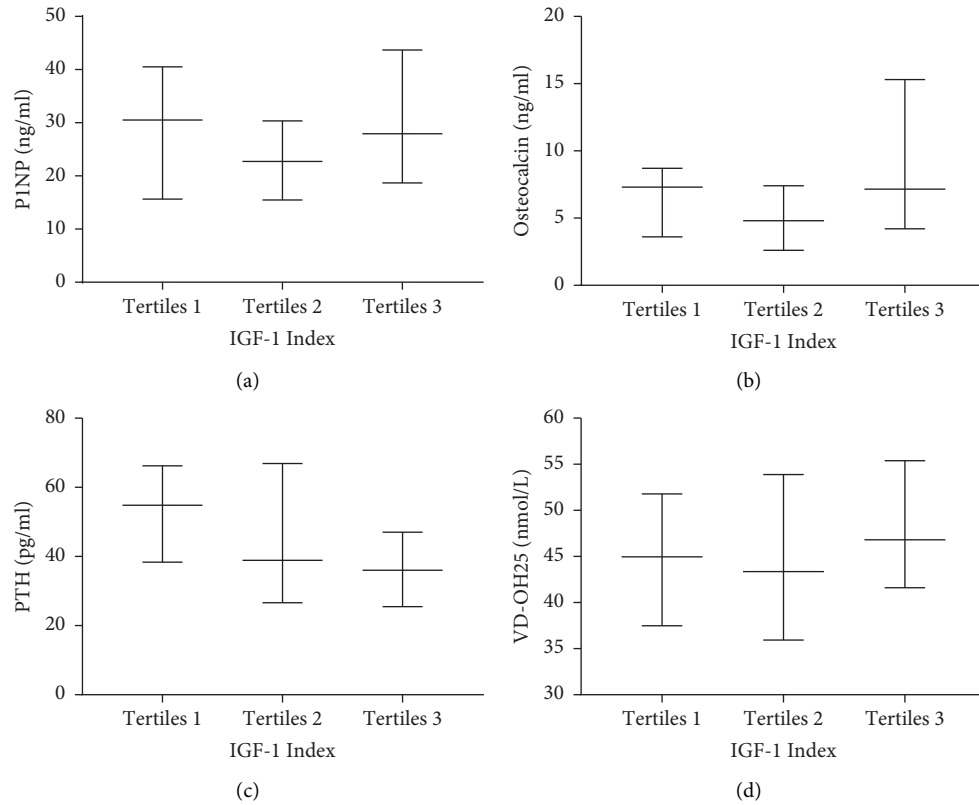 50
40
30
20
10
0
P1NP (ng/ml)
Tertiles 1 Tertiles 2 Tertiles 3
IGF-1 Index
(a)
20
15
10
5
0
Osteocalcin (ng/ml)
Tertiles 1 Tertiles 2 Tertiles 3
IGF-1 Index
(b)
80
60
40
20
0
PTH (pg/ml)
Tertiles 1 Tertiles 2 Tertiles 3
IGF-1 Index
(c)
60
55
50
45
40
35
30
VD-OH25 (nmol/L)
Tertiles 1 Tertiles 2 Tertiles 3
IGF-1 Index
(d)